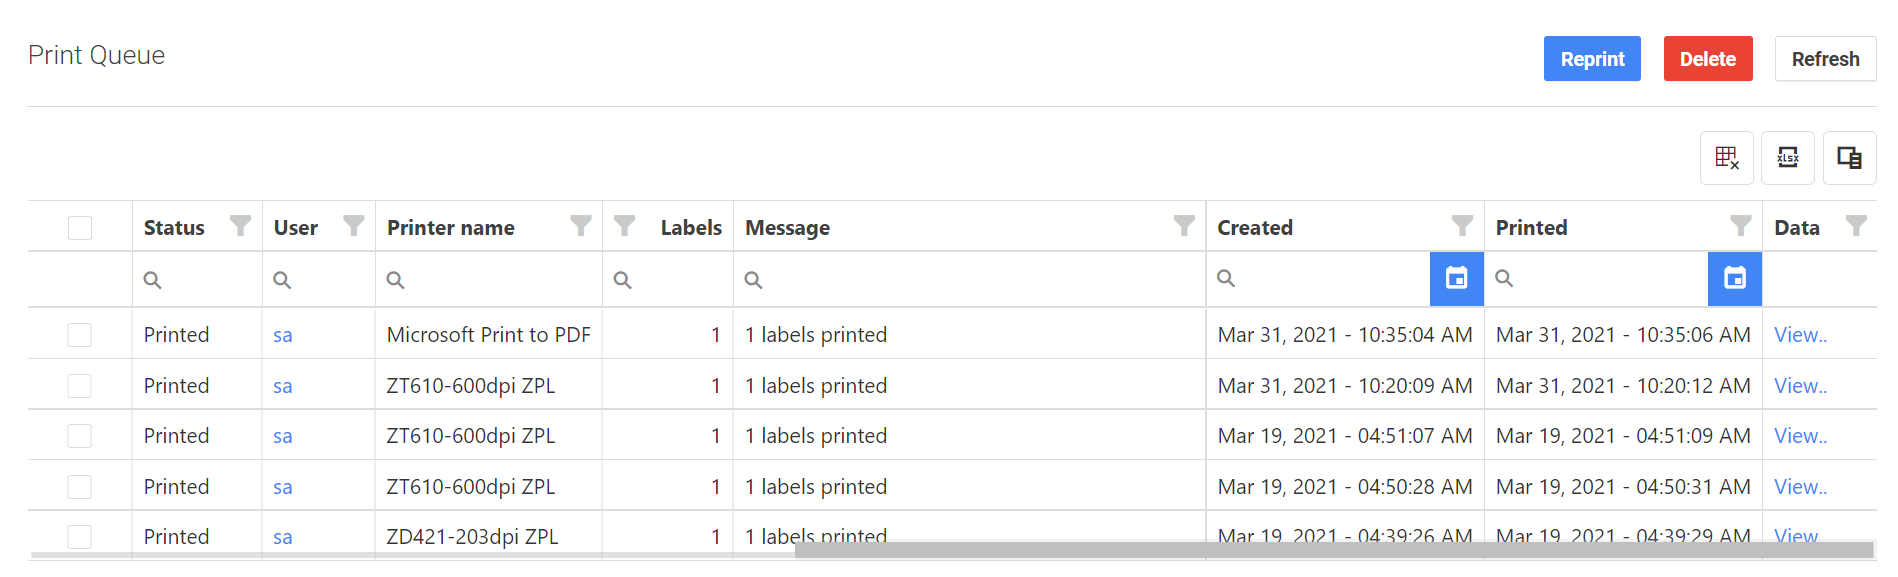 Print Queue Reprint Delete Refresh
xlsx
Status User Printer name Labels Message Created Printed Data
Printed sa Microsoft Print to PDF 1 1 labels printed Mar 31, 2021 - 10:35:04 AM Mar 31, 2021 - 10:35:06 AM View..
Printed sa ZT610-600dpi ZPL 1 1 labels printed Mar 31, 2021 - 10:20:09 AM Mar 31, 2021 - 10:20:12 AM View..
Printed sa ZT610-600dpi ZPL 1 1 labels printed Mar 19, 2021 - 04:51:07 AM Mar 19, 2021 - 04:51:09 AM View..
Printed sa ZT610-600dpi ZPL 1 1 labels printed Mar 19, 2021 - 04:50:28 AM Mar 19, 2021 - 04:50:31 AM View..
Printed sa ZD421-203dpi ZPL 1 1 labels printed Mar 19, 2021 - 04:39:26 AM Mar 19, 2021 - 04:39:29 AM View